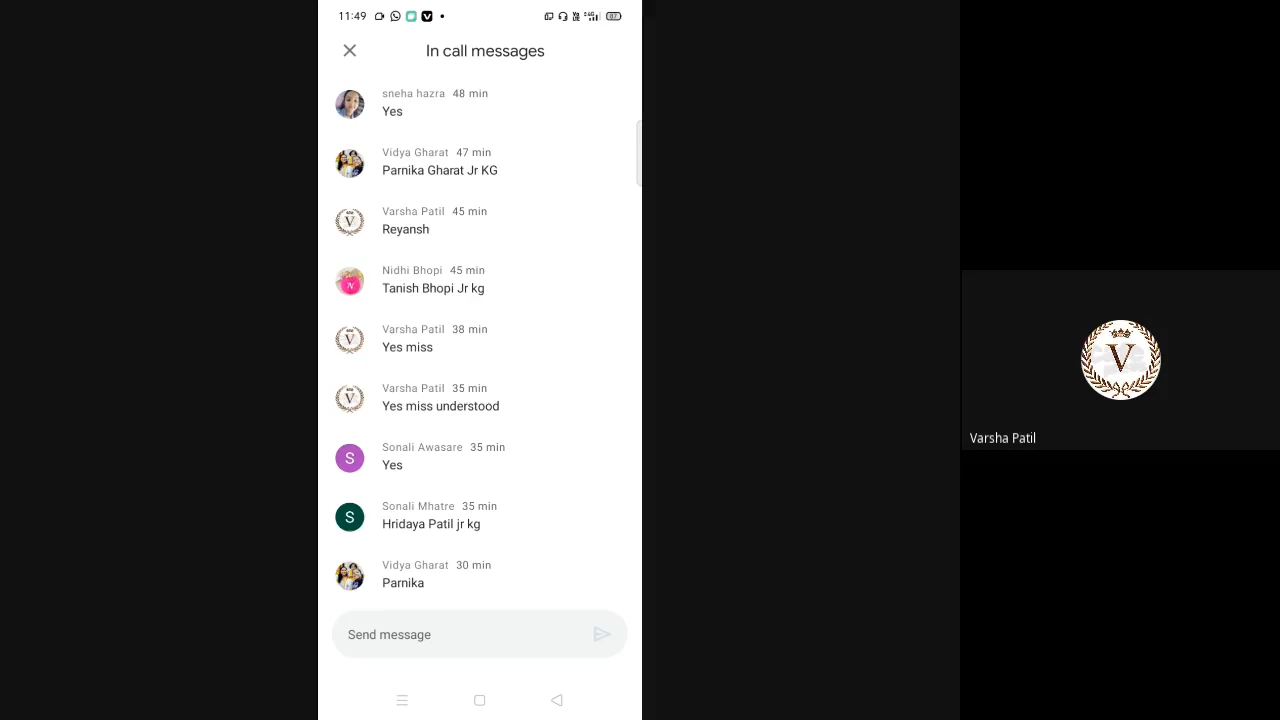 11:49
In call messages
sneha hazra 48 min
Yes
Vidya Gharat 47 min
Parnika Gharat Jr KG
Varsha Patil 45 min
Reyansh
Nidhi Bhopi 45 min
Tanish Bhopi Jr kg
Varsha Patil 38 min
Yes miss
Varsha Patil 35 min
Yes miss understood
S
Sonali Awasare 35 min
Yes
S
Sonali Mhatre 35 min
Hridaya Patil jr kg
Vidya Gharat 30 min
Parnika
Send message
V
Varsha Patil